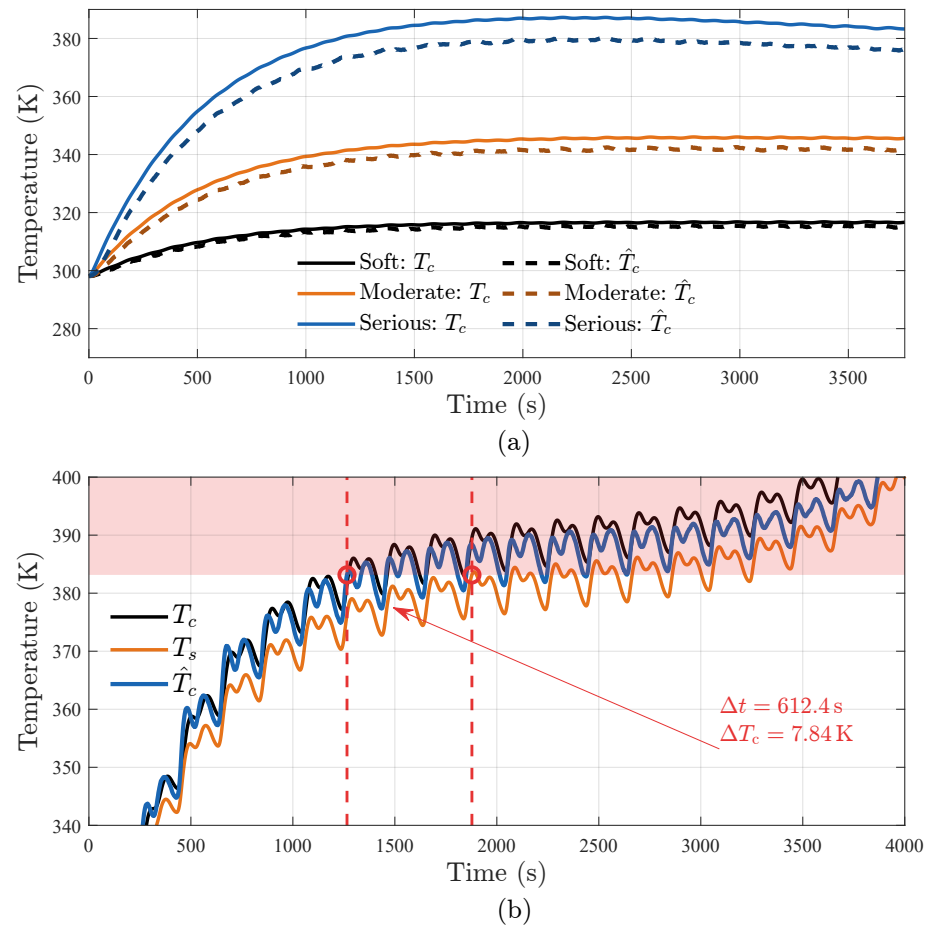 380
360
340
320
300
280
Temperature (K)
Soft: T_c
Soft: T̂_c
Moderate: T_c
Moderate: T̂_c
Serious: T_c
Serious: T̂_c
0 500 1000 1500 2000 2500 3000 3500
Time (s)
(a)
400
390
380
370
360
350
340
Temperature (K)
T_c
T_s
T̂_c
Δt = 612.4 s
ΔT_c = 7.84 K
0 500 1000 1500 2000 2500 3000 3500 4000
Time (s)
(b)